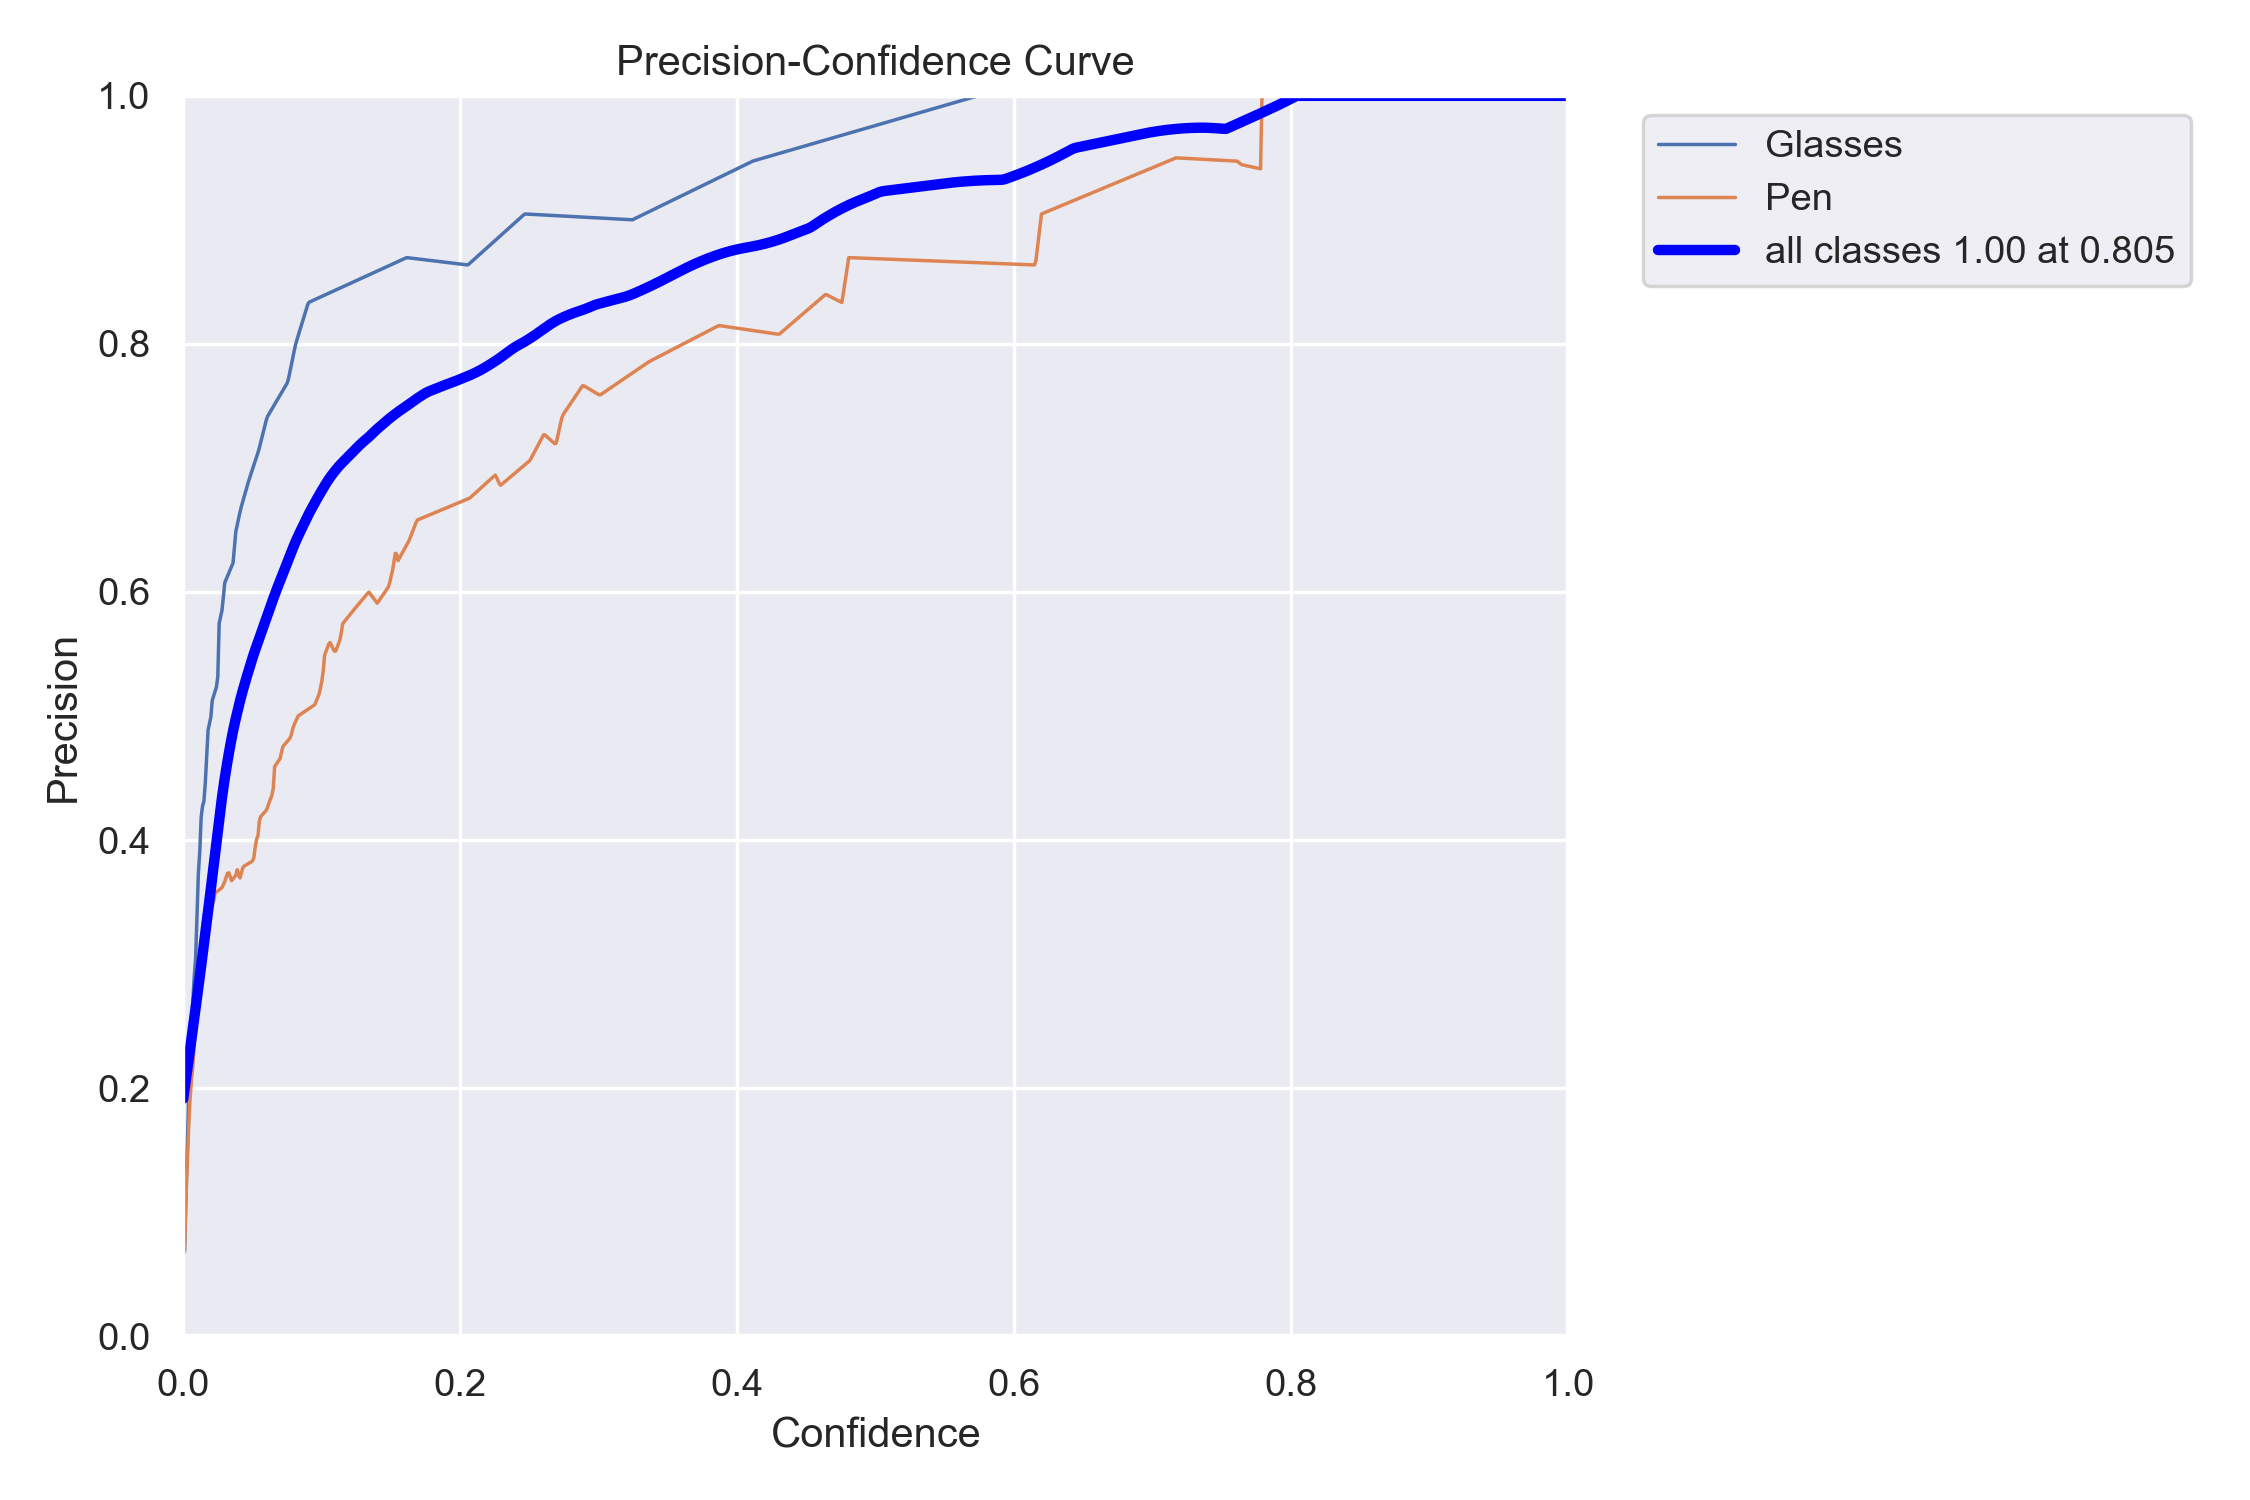 Precision-Confidence Curve
1.0
0.8
0.6
0.4
0.2
0.0
Precision
0.0 0.2 0.4 0.6 0.8 1.0
Confidence
Glasses
Pen
all classes 1.00 at 0.805